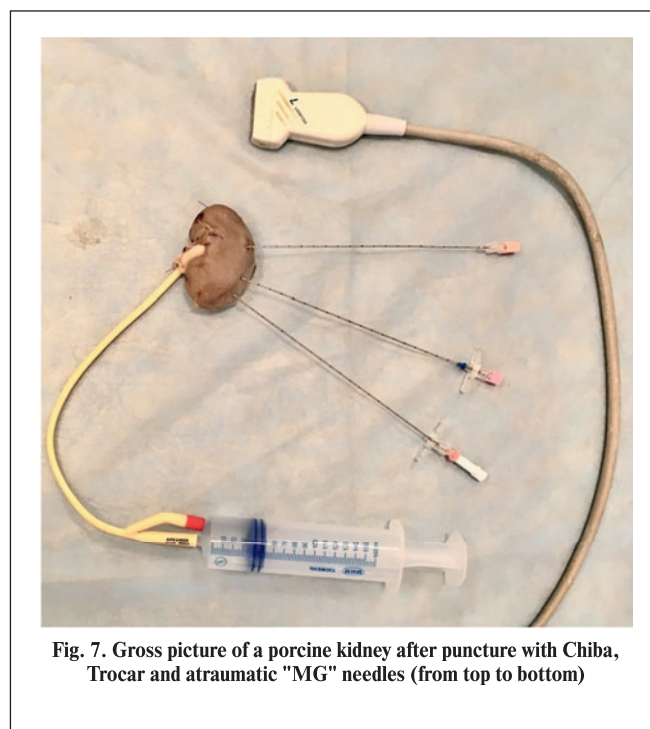 Fig. 7. Gross picture of a porcine kidney after puncture with Chiba,
Trocar and atraumatic "MG" needles (from top to bottom)